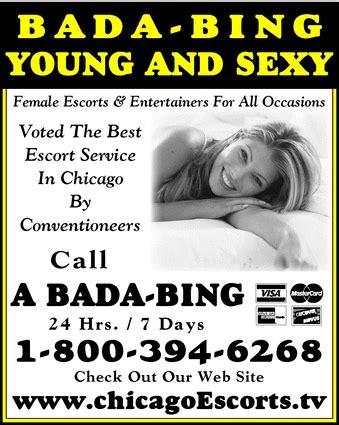 BADA-BING
YOUNG AND SEXY
Female Escorts & Entertainers For All Occasions
Voted The Best
Escort Service
In Chicago
By
Conventioneers
Call
A BADA-BING
VISA MasterCard
24 Hrs. / 7 Days
1-800-394-6268
Check Out Our Web Site
www.chicagoEscorts.tv